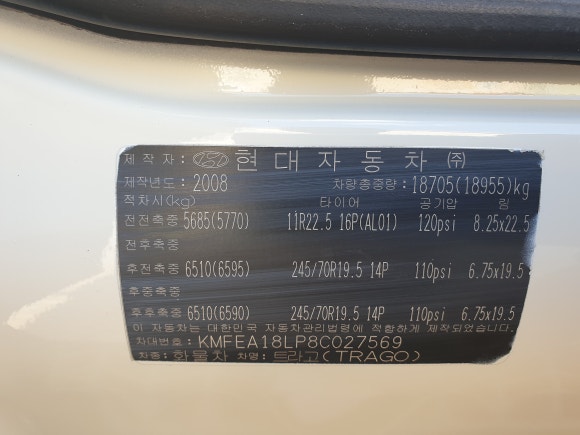 제작자: 현대자동차 ㈜
제작년도: 2008 차량총중량: 18705(18955)kg
적차시(kg) 타이어 공기압 림
전전축중 5685(5770) 11R22.5 16P(AL01) 120psi 8.25x22.5
전후축중
후전축중 6510(6595) 245/70R19.5 14P 110psi 6.75x19.5
후중축중
후후축중 6510(6590) 245/70R19.5 14P 110psi 6.75x19.5
이 자동차는 대한민국 자동차관리법령에 적합하게 제작되었습니다.
차대번호: KMFEA18LP8C027569
차종: 화물차 차명: 트라고(TRAGO)